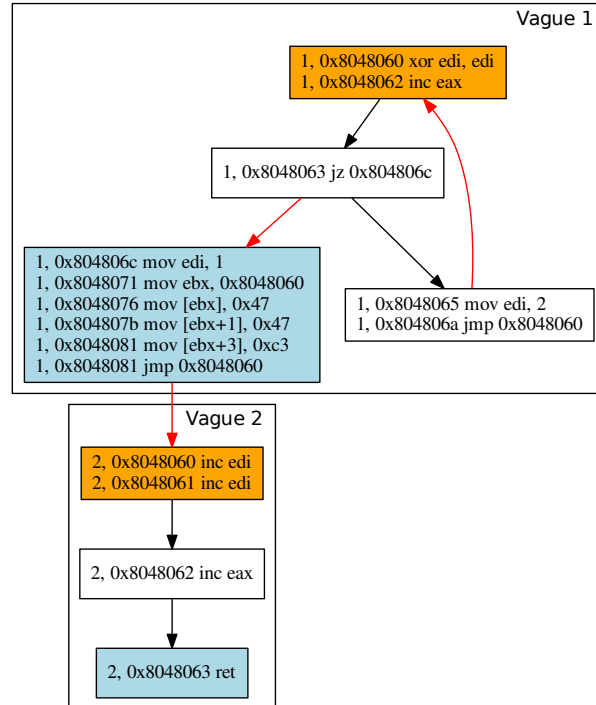 Vague 1
1, 0x8048060 xor edi, edi
1, 0x8048062 inc eax
1, 0x8048063 jz 0x804806c
1, 0x804806c mov edi, 1
1, 0x8048071 mov ebx, 0x8048060
1, 0x8048076 mov [ebx], 0x47
1, 0x804807b mov [ebx+1], 0x47
1, 0x8048081 mov [ebx+3], 0xc3
1, 0x8048081 jmp 0x8048060
1, 0x8048065 mov edi, 2
1, 0x804806a jmp 0x8048060
Vague 2
2, 0x8048060 inc edi
2, 0x8048061 inc edi
2, 0x8048062 inc eax
2, 0x8048063 ret